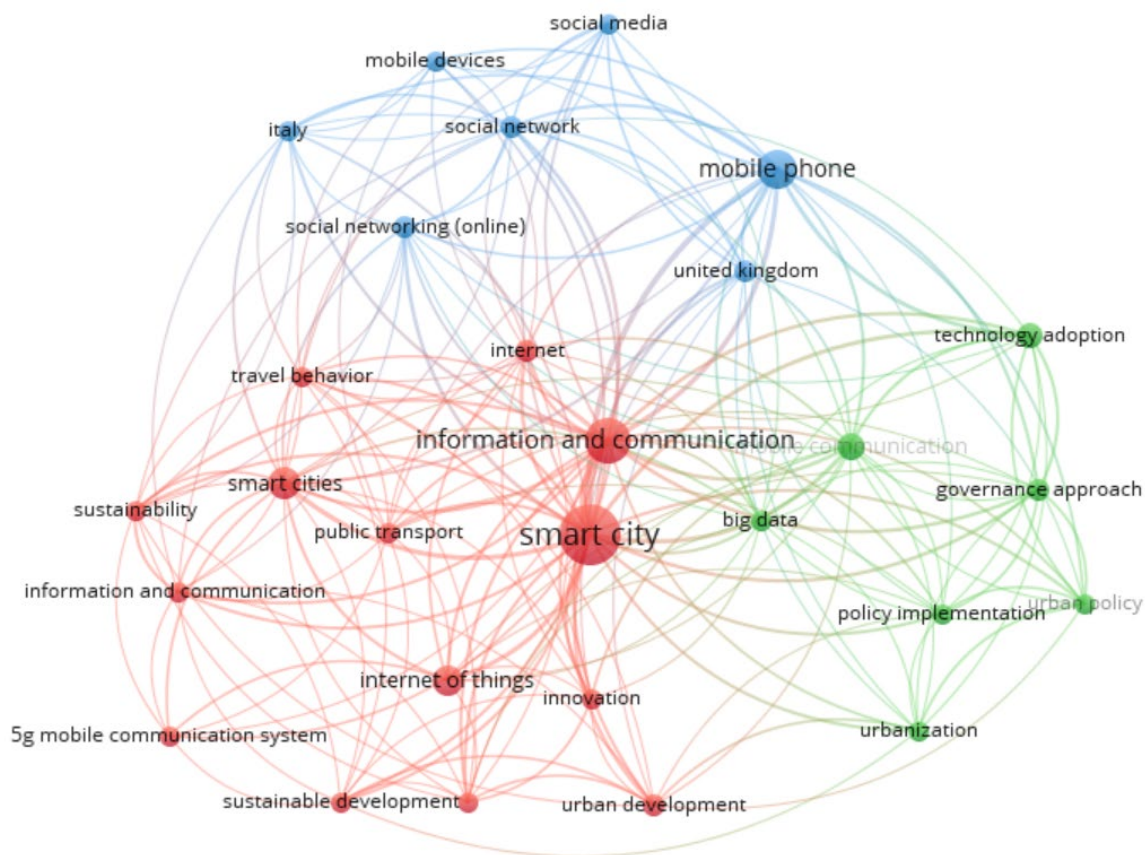 social media
mobile devices
italy
social network
mobile phone
social networking (online)
united kingdom
technology adoption
internet
travel behavior
information and communication
mobile communication
smart cities
governance approach
sustainability
public transport
smart city
big data
information and communication
policy implementation
urban policy
internet of things
innovation
urbanization
5g mobile communication system
sustainable development
urban development